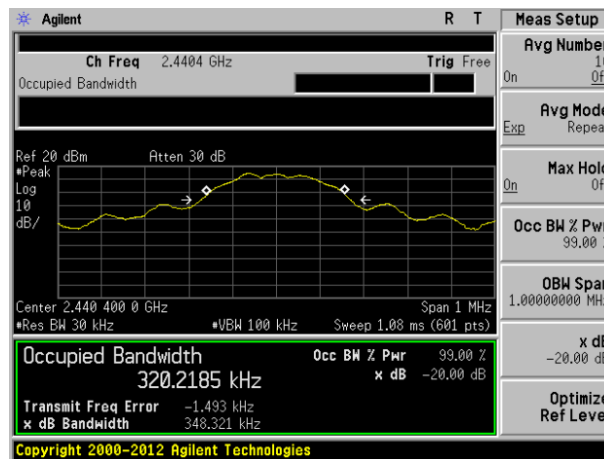 Agilent R T Meas Setup
Ch Freq 2.4404 GHz Trig Free
Occupied Bandwidth
Avg Number
On
Avg Mode
Exp Repeat
Max Hold
On
Occ BW % Pwr
99.00
OBW Span
1.00000000
x dB
-20.00 dB
Optimize
Ref Level
Ref 20 dBm Atten 30 dB
#Peak
Log
10
dB/
Center 2.440 400 0 GHz Span 1 MHz
#Res BW 30 kHz #VBW 100 kHz Sweep 1.08 ms (601 pts)
Occupied Bandwidth Occ BW % Pwr 99.00 %
320.2185 kHz x dB -20.00 dB
Transmit Freq Error -1.493 kHz
x dB Bandwidth 348.321 kHz
Copyright 2000-2012 Agilent Technologies